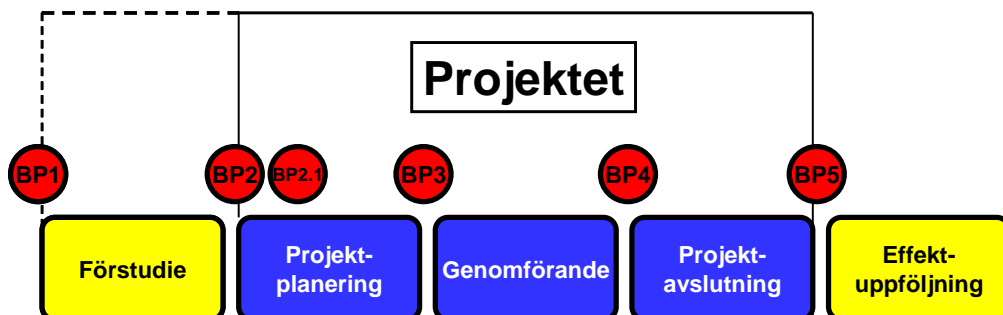 Projektet
BP1 BP2 BP2.1 BP3 BP4 BP5
Förstudie
Projekt-
planering
Genomförande
Projekt-
avslutning
Effekt-
uppföljning